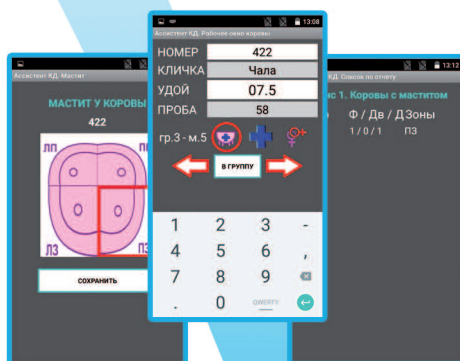 Ассистент КД. Мастит
МАСТИТ У КОРОВЫ
422
ЛП
П
ЛЗ
ПЗ
СОХРАНИТЬ
13:08
Ассистент КД. Рабочее окно коровы
НОМЕР 422
КЛИЧКА Чала
УДОЙ 07.5
ПРОБА 58
гр.3 - м.5
В ГРУППУ
1 2 3 -
4 5 6 ,
7 8 9
. 0 QWERTY
13:12
КД. Список по отчету
с 1. Коровы с маститом
Ф / Дв / Д Зоны
1 / 0 / 1 ПЗ